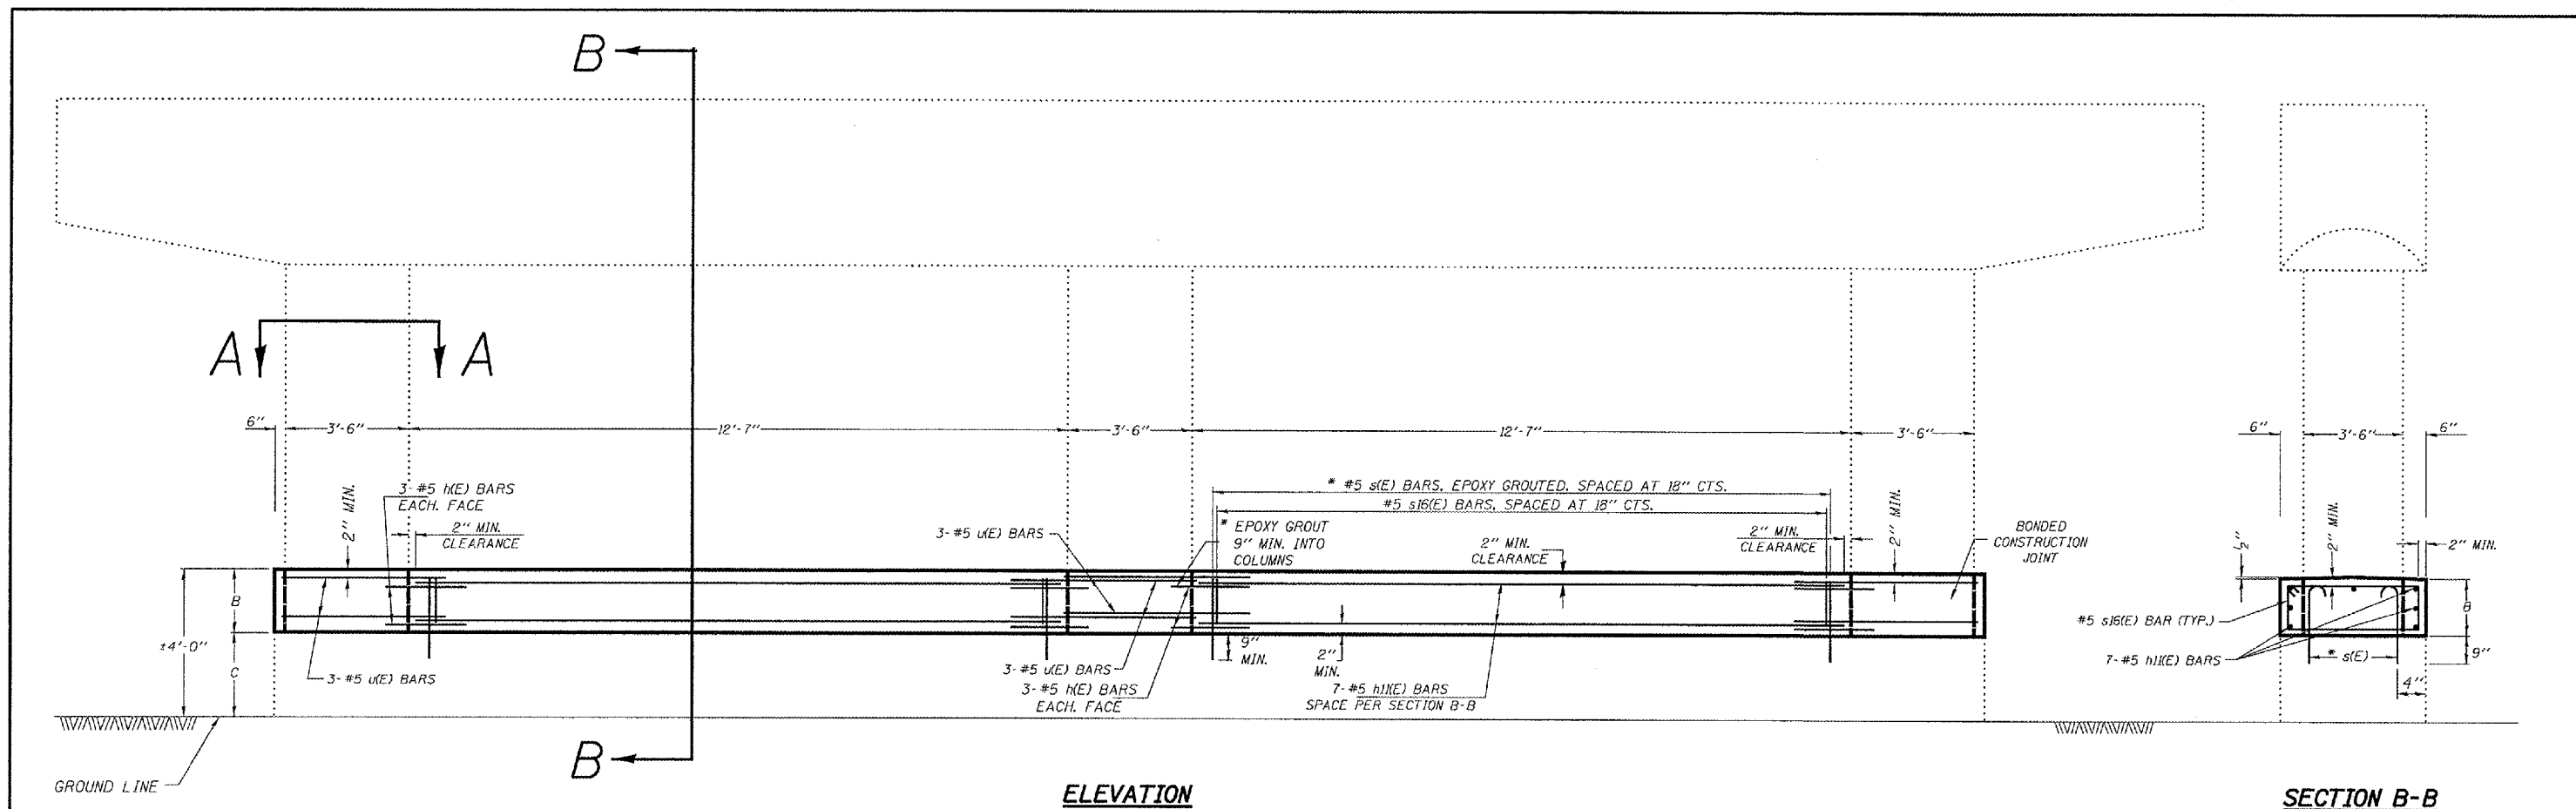 B
A
A
6"
3'-6"
12'-7"
3'-6"
12'-7"
3'-6"
6"
3'-6"
6"
3-#5 h(E) BARS
EACH. FACE
2" MIN.
2" MIN.
CLEARANCE
3-#5 u(E) BARS
* EPOXY GROUT
9" MIN. INTO
COLUMNS
* #5 s(E) BARS, EPOXY GROUTED, SPACED AT 18" CTS.
#5 s16(E) BARS, SPACED AT 18" CTS.
2" MIN.
CLEARANCE
2" MIN.
CLEARANCE
2" MIN.
BONDED
CONSTRUCTION
JOINT
2" MIN.
2" MIN.
B
C
±4'-0"
3-#5 u(E) BARS
3-#5 u(E) BARS
3-#5 h(E) BARS
EACH. FACE
9"
MIN.
2"
MIN.
7-#5 h11(E) BARS
SPACE PER SECTION B-B
#5 s16(E) BAR (TYP.)
7-#5 h11(E) BARS
* s(E)
B
9"
4"
B
GROUND LINE
ELEVATION
SECTION B-B